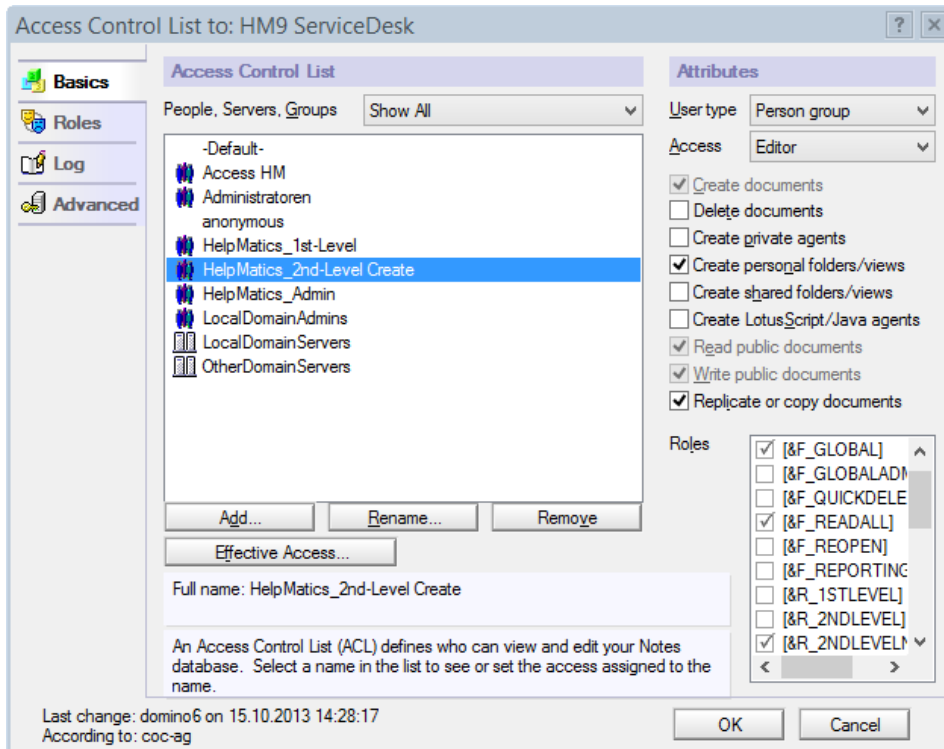 Access Control List to: HM9 ServiceDesk
?
Basics
Roles
Log
Advanced
Access Control List
People, Servers, Groups
Show All
-Default-
Access HM
Administratoren
anonymous
HelpMatics_1st-Level
HelpMatics_2nd-Level Create
HelpMatics_Admin
LocalDomainAdmins
LocalDomainServers
OtherDomainServers
Add...
Rename...
Remove
Effective Access...
Full name: HelpMatics_2nd-Level Create
An Access Control List (ACL) defines who can view and edit your Notes
database. Select a name in the list to see or set the access assigned to the
name.
Attributes
User type
Person group
Access
Editor
Create documents
Delete documents
Create private agents
Create personal folders/views
Create shared folders/views
Create LotusScript/Java agents
Read public documents
Write public documents
Replicate or copy documents
Roles
[&F_GLOBAL]
[&F_GLOBALADM
[&F_QUICKDELE
[&F_READALL]
[&F_REOPEN]
[&F_REPORTING
[&R_1STLEVEL]
[&R_2NDLEVEL]
[&R_2NDLEVELN
Last change: domino6 on 15.10.2013 14:28:17
According to: coc-ag
OK
Cancel